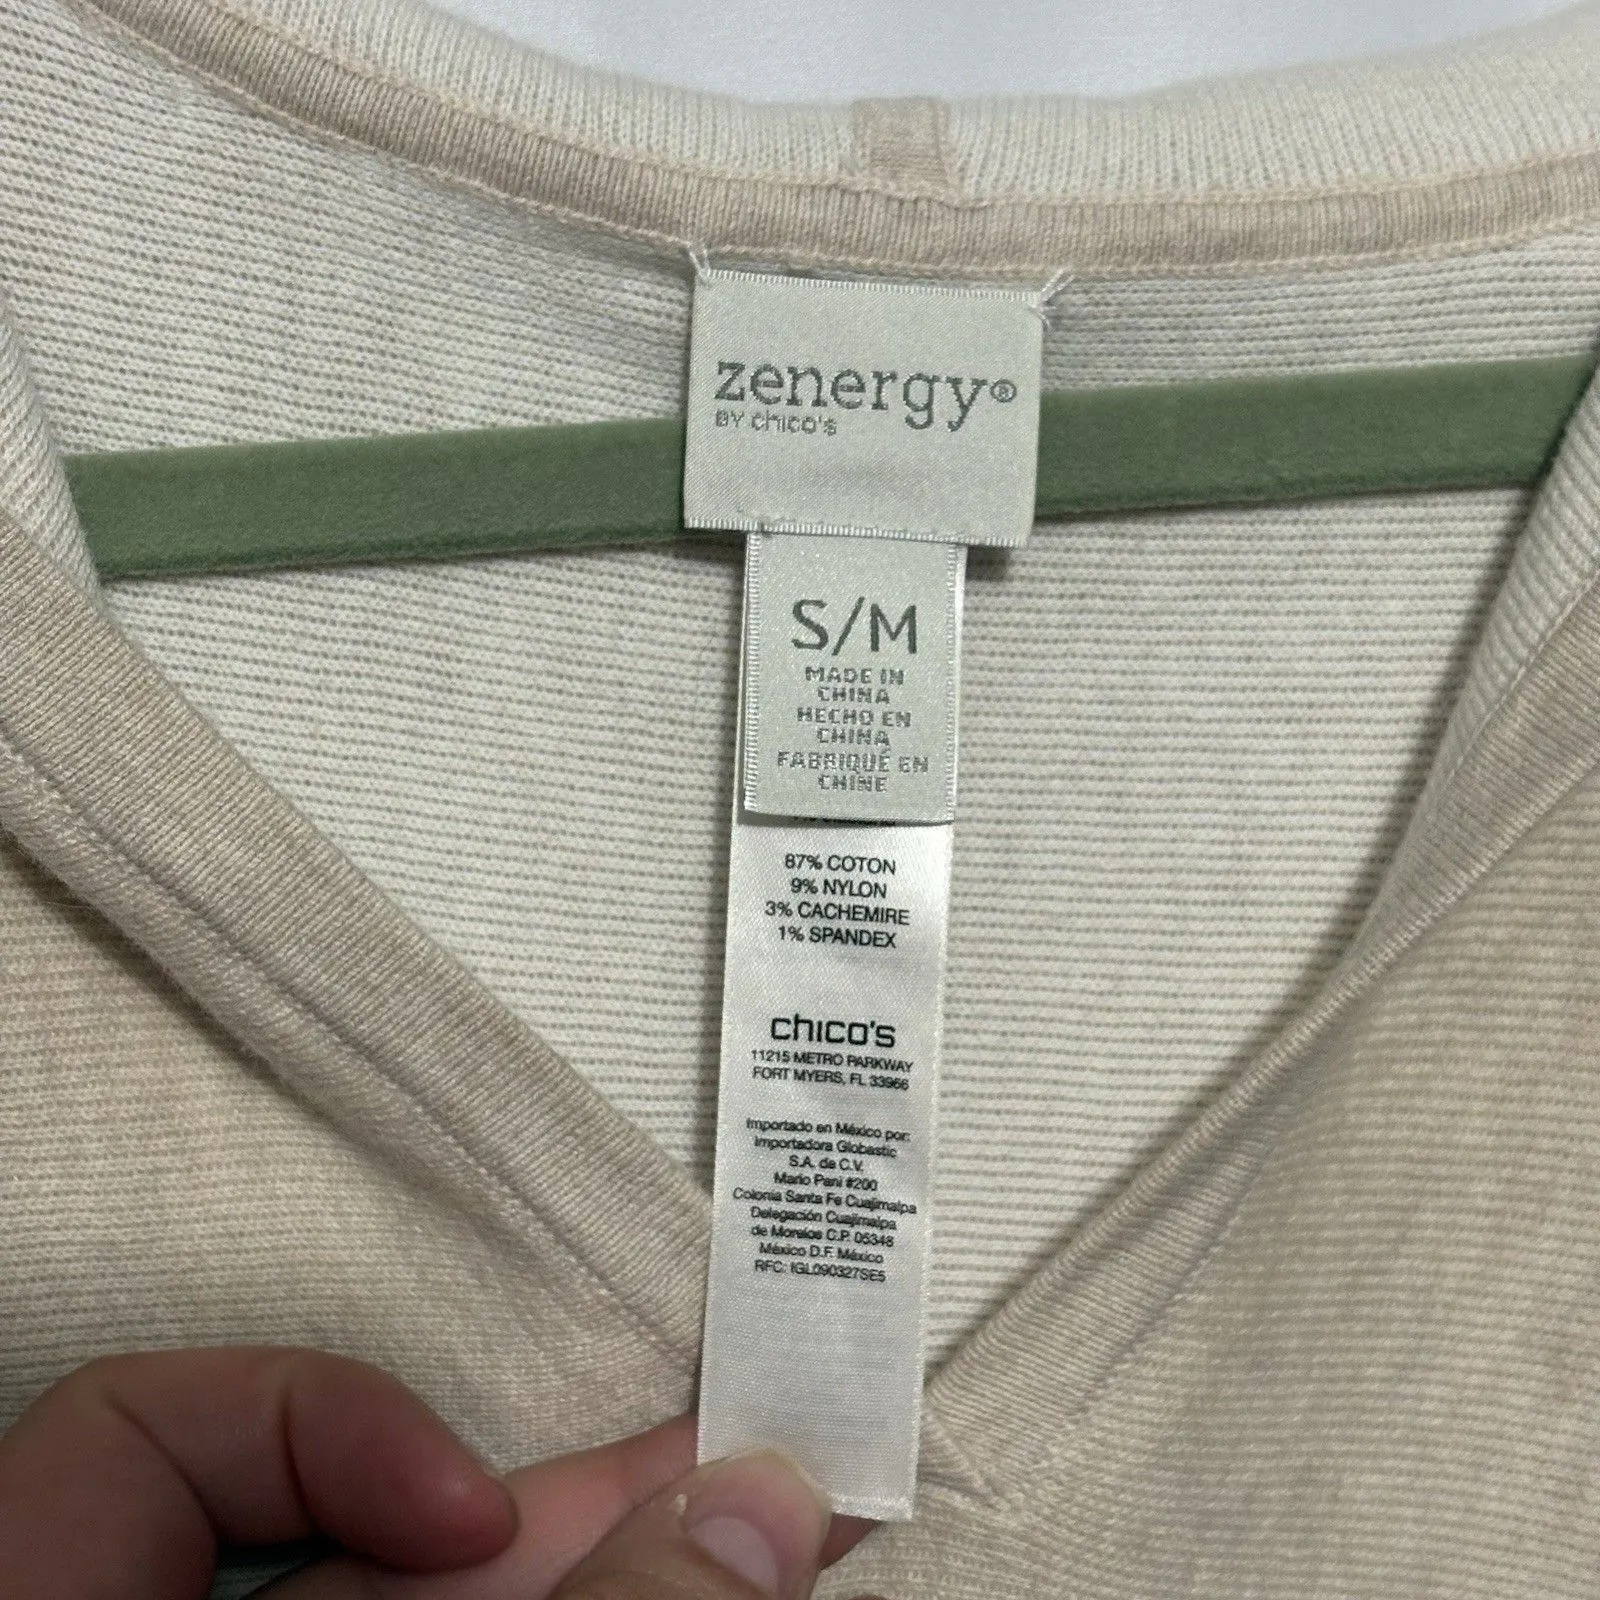 zenergy®
BY chico's
S/M
MADE IN
CHINA
HECHO EN
CHINA
FABRIQUÉ EN
CHINE
87% COTON
9% NYLON
3% CACHEMIRE
1% SPANDEX
chico's
11215 METRO PARKWAY
FORT MYERS, FL 33966
Importado en México por:
Importadora Globastic
S.A. de C.V.
Mario Pani #200
Colonia Santa Fe Cuajimalpa
Delegación Cuajimalpa
de Morelos C.P. 05348
México D.F. México
RFC: IGL090327SE5